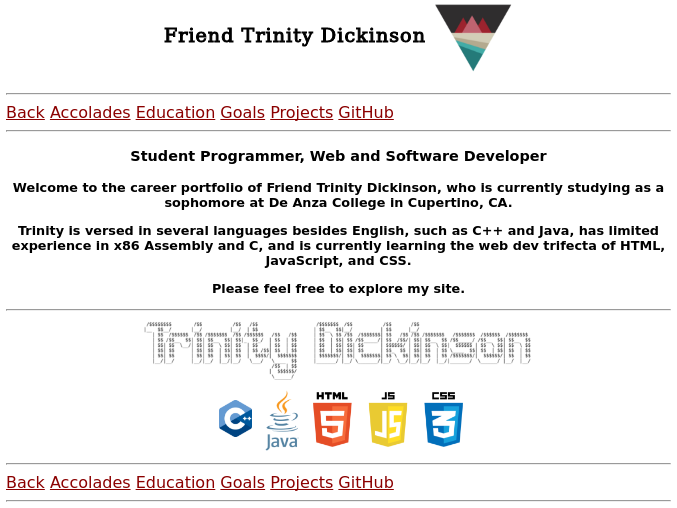 Friend Trinity Dickinson
Back Accolades Education Goals Projects GitHub
Student Programmer, Web and Software Developer
Welcome to the career portfolio of Friend Trinity Dickinson, who is currently studying as a
sophomore at De Anza College in Cupertino, CA.
Trinity is versed in several languages besides English, such as C++ and Java, has limited
experience in x86 Assembly and C, and is currently learning the web dev trifecta of HTML,
JavaScript, and CSS.
Please feel free to explore my site.
Trinity Dickinson
C++ Java HTML 5 JS JS CSS 3
Back Accolades Education Goals Projects GitHub